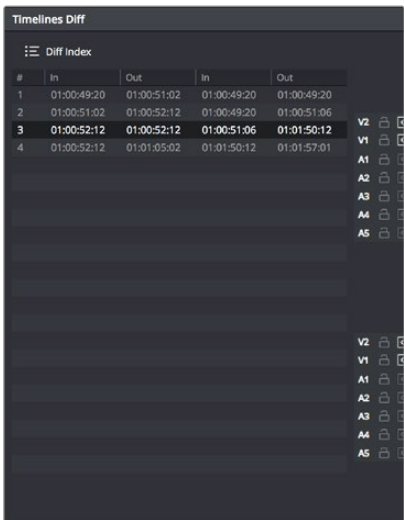 Timelines Diff
Diff Index
# In Out In Out
1 01:00:49:20 01:00:51:02 01:00:49:20 01:00:49:20
2 01:00:51:02 01:00:52:12 01:00:49:20 01:00:51:06
3 01:00:52:12 01:00:52:12 01:00:51:06 01:01:50:12
4 01:00:52:12 01:01:05:02 01:01:50:12 01:01:57:01
V2
V1
A1
A2
A3
A4
A5
V2
V1
A1
A2
A3
A4
A5